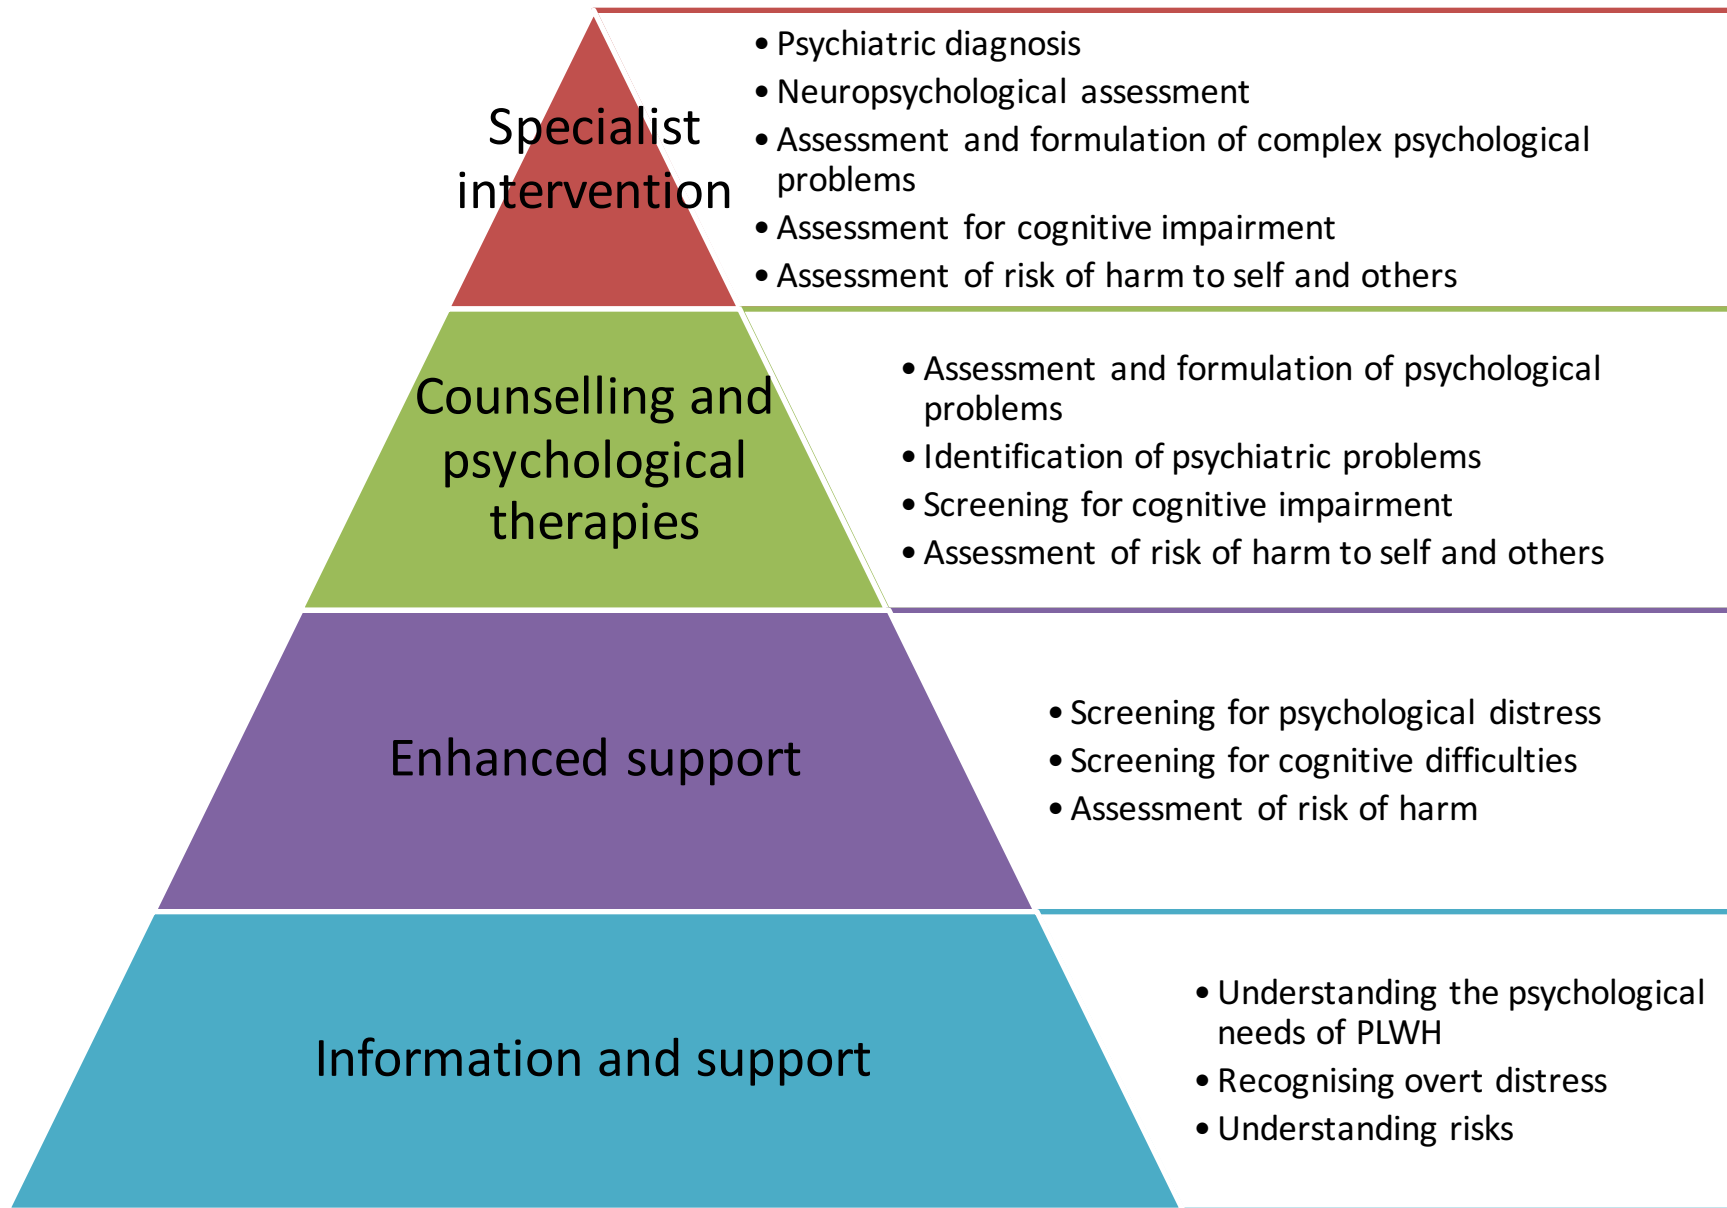 Specialist
intervention
• Psychiatric diagnosis
• Neuropsychological assessment
• Assessment and formulation of complex psychological
problems
• Assessment for cognitive impairment
• Assessment of risk of harm to self and others
Counselling and
psychological
therapies
• Assessment and formulation of psychological
problems
• Identification of psychiatric problems
• Screening for cognitive impairment
• Assessment of risk of harm to self and others
Enhanced support
• Screening for psychological distress
• Screening for cognitive difficulties
• Assessment of risk of harm
Information and support
• Understanding the psychological
needs of PLWH
• Recognising overt distress
• Understanding risks